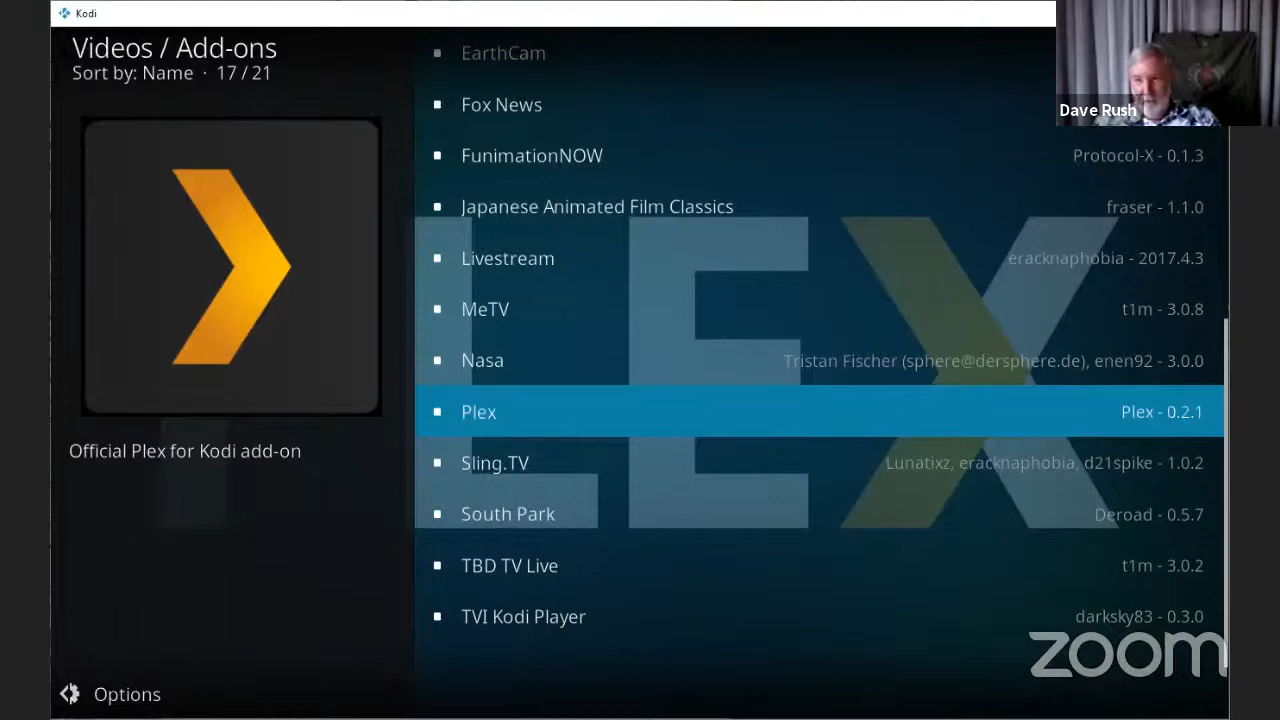 Kodi
Videos / Add-ons
Sort by: Name · 17 / 21
EarthCam
Fox News
FunimationNOW Protocol-X - 0.1.3
Japanese Animated Film Classics fraser - 1.1.0
Livestream eracknaphobia - 2017.4.3
MeTV t1m - 3.0.8
Nasa Tristan Fischer (sphere@dersphere.de), enen92 - 3.0.0
Plex Plex - 0.2.1
Sling.TV Lunatixz, eracknaphobia, d21spike - 1.0.2
South Park Deroad - 0.5.7
TBD TV Live t1m - 3.0.2
TVI Kodi Player darksky83 - 0.3.0
Official Plex for Kodi add-on
Options
Dave Rush
LEX
zoom